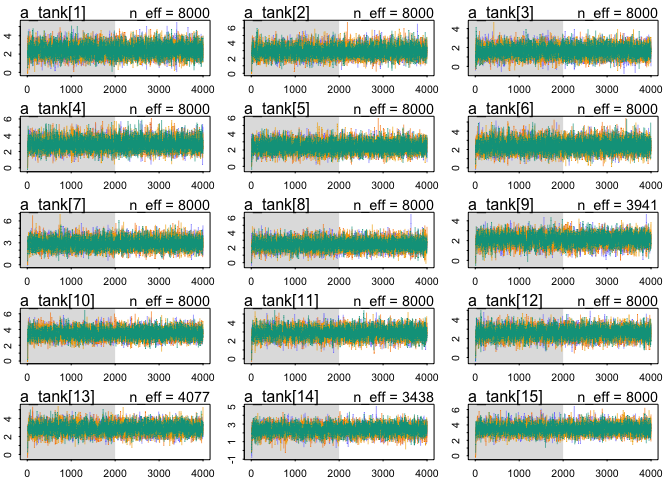 a_tank[1] n_eff = 8000 a_tank[2] n_eff = 8000 a_tank[3] n_eff = 8000
0 2 4 0 2 4 6 0 2 4
0 1000 2000 3000 4000 0 1000 2000 3000 4000 0 1000 2000 3000 4000
a_tank[4] n_eff = 8000 a_tank[5] n_eff = 8000 a_tank[6] n_eff = 8000
0 2 4 6 0 2 4 6 0 2 4
0 1000 2000 3000 4000 0 1000 2000 3000 4000 0 1000 2000 3000 4000
a_tank[7] n_eff = 8000 a_tank[8] n_eff = 8000 a_tank[9] n_eff = 3941
0 3 6 0 2 4 6 0 2 4
0 1000 2000 3000 4000 0 1000 2000 3000 4000 0 1000 2000 3000 4000
a_tank[10] n_eff = 8000 a_tank[11] n_eff = 8000 a_tank[12] n_eff = 8000
0 2 4 6 0 2 4 0 2 4
0 1000 2000 3000 4000 0 1000 2000 3000 4000 0 1000 2000 3000 4000
a_tank[13] n_eff = 4077 a_tank[14] n_eff = 3438 a_tank[15] n_eff = 8000
0 2 4 -1 1 3 5 0 2 4 6
0 1000 2000 3000 4000 0 1000 2000 3000 4000 0 1000 2000 3000 4000